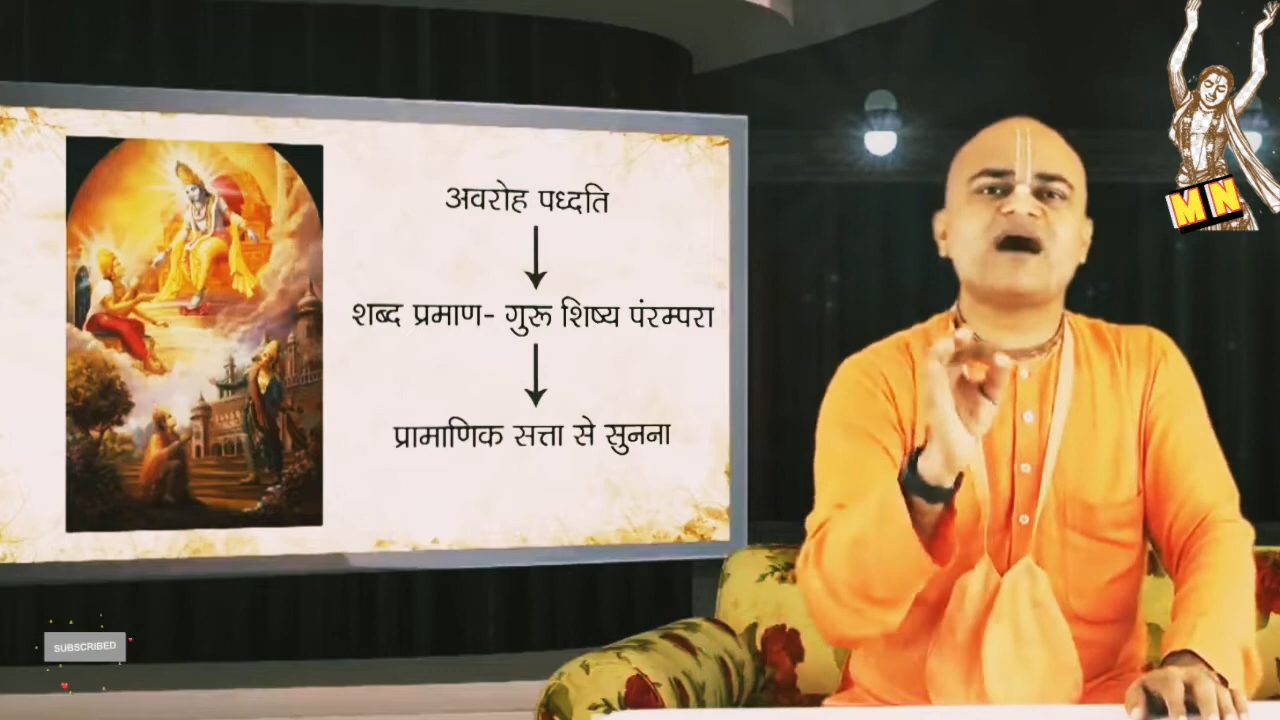 अवरोह पध्दति
शब्द प्रमाण- गुरू शिष्य पंरम्परा
प्रामाणिक सत्ता से सुनना
MN
SUBSCRIBED